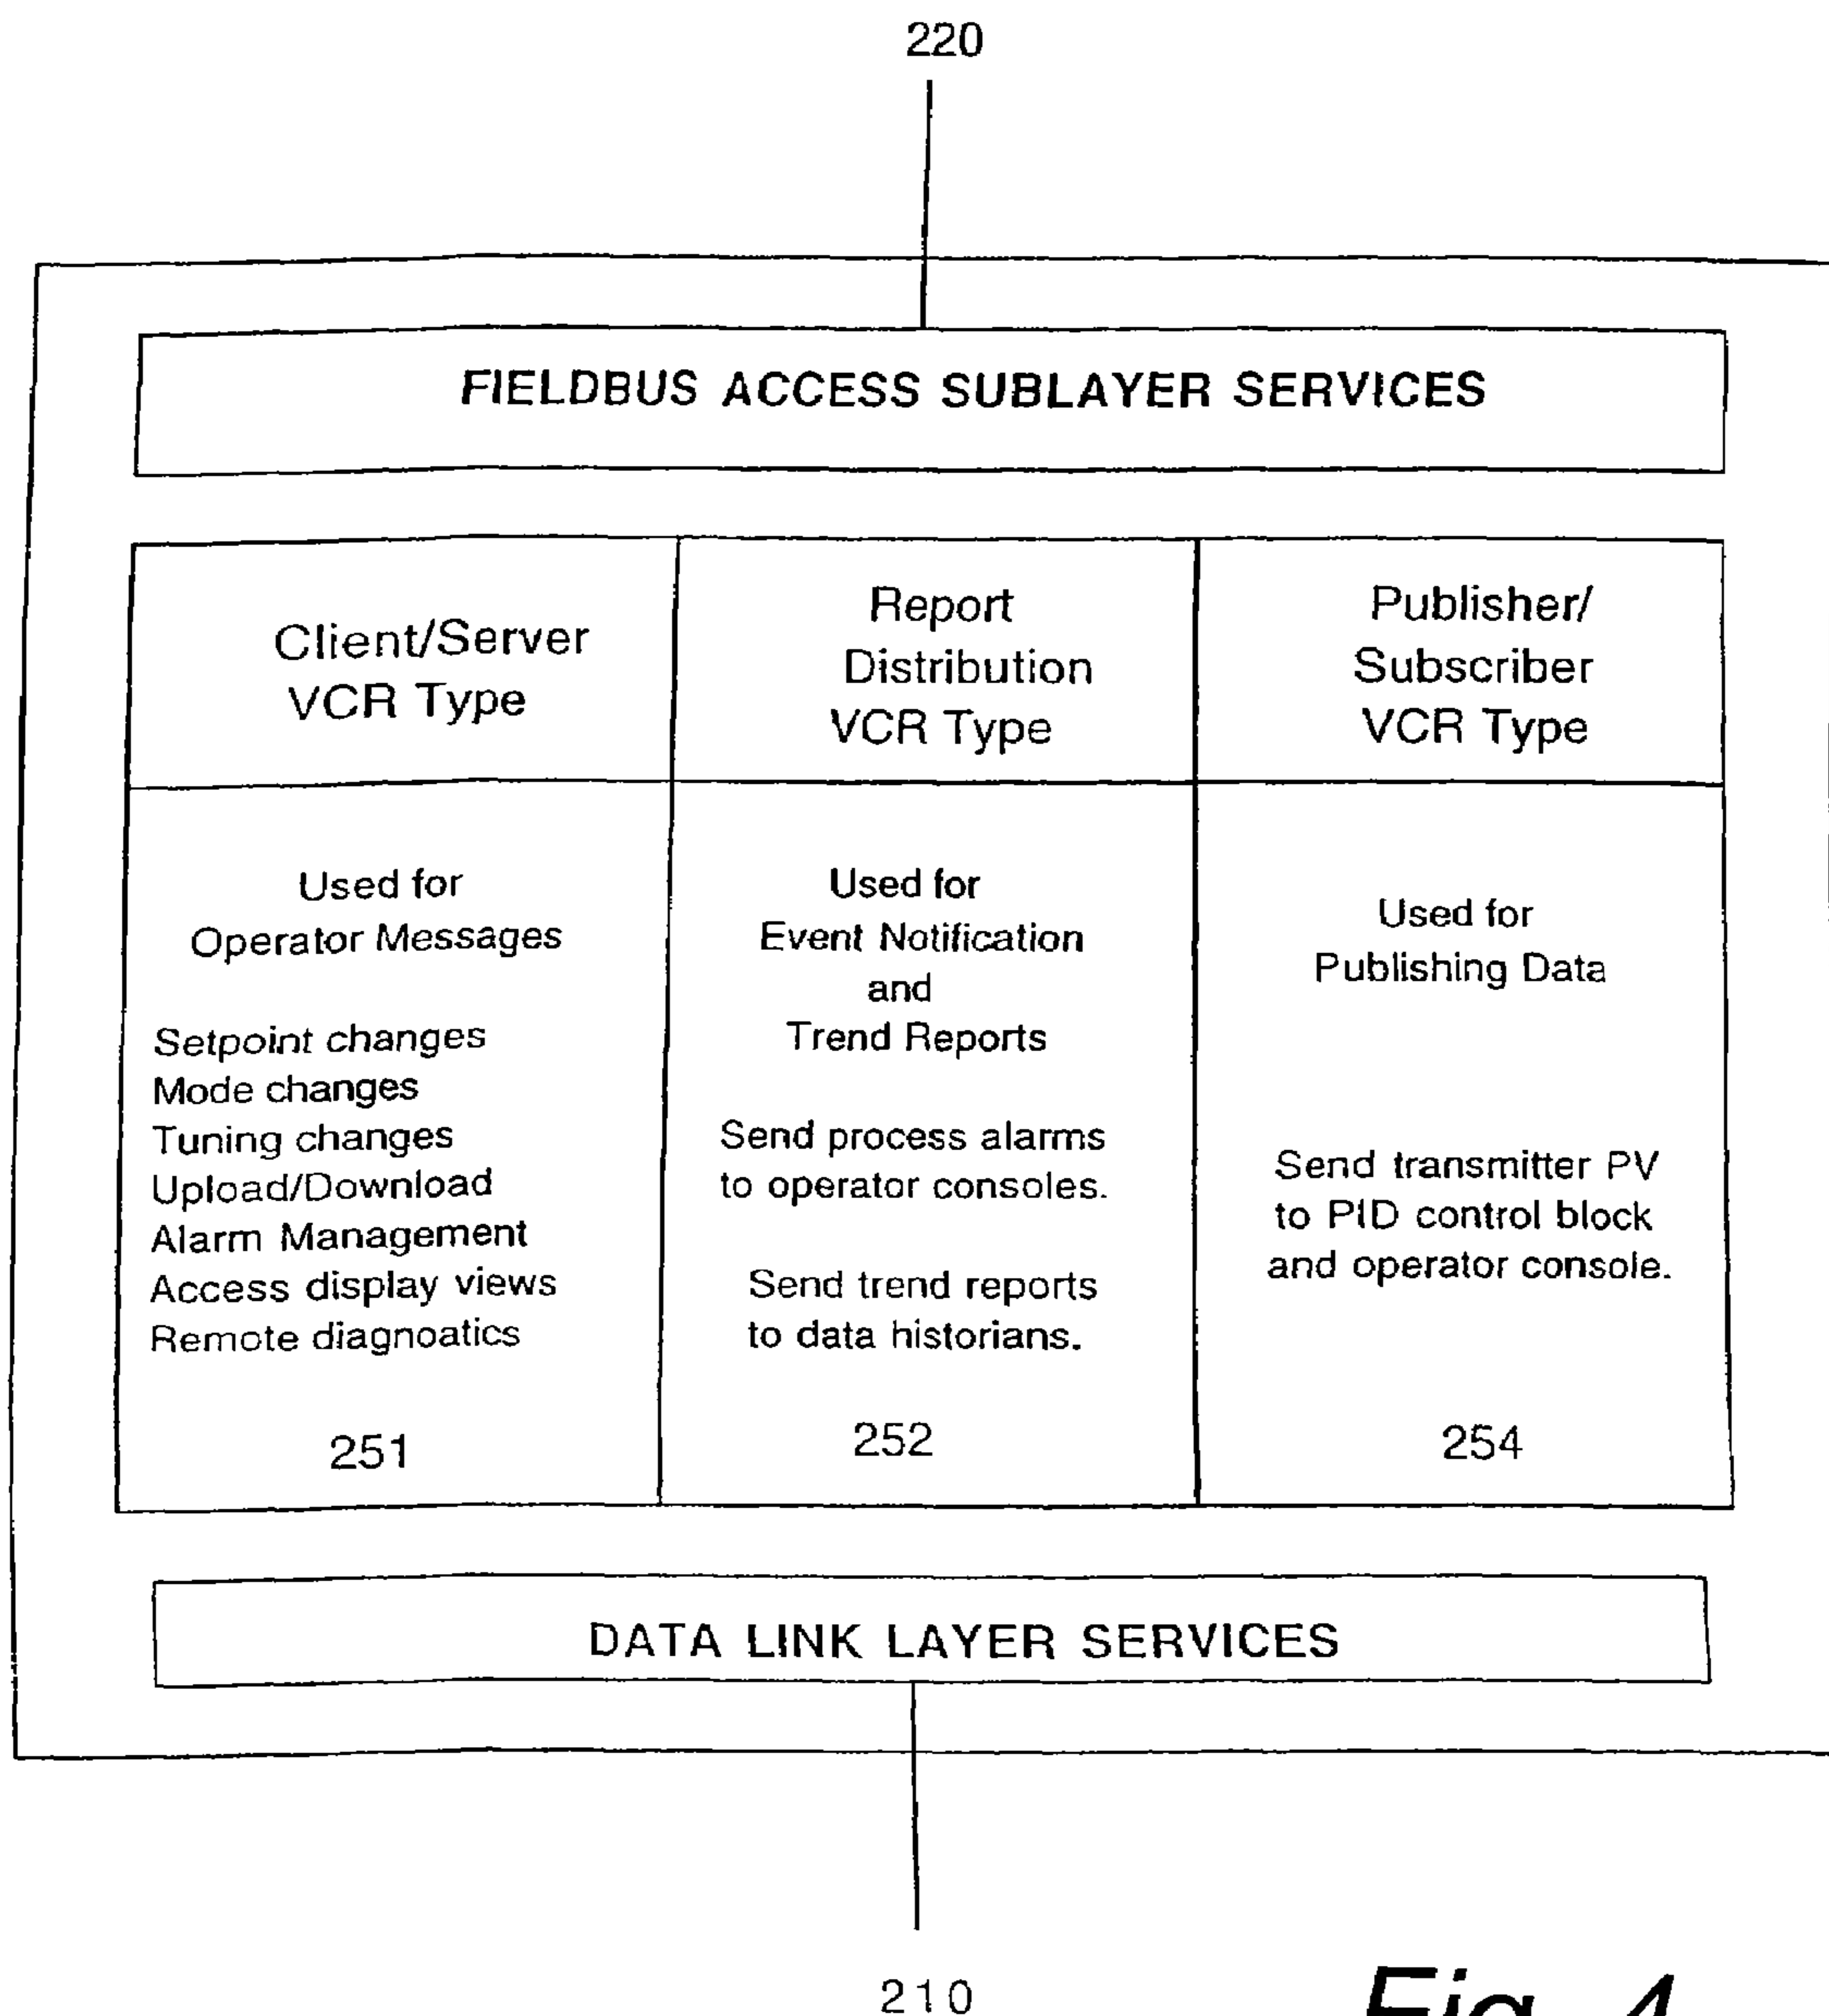 220
FIELDBUS ACCESS SUBLAYER SERVICES
Client/Server
VCR Type
Report
Distribution
VCR Type
Publisher/
Subscriber
VCR Type
Used for
Operator Messages
Setpoint changes
Mode changes
Tuning changes
Upload/Download
Alarm Management
Access display views
Remote diagnoatics
251
Used for
Event Notification
and
Trend Reports
Send process alarms
to operator consoles.
Send trend reports
to data historians.
252
Used for
Publishing Data
Send transmitter PV
to PID control block
and operator console.
254
DATA LINK LAYER SERVICES
210
Fig. 4